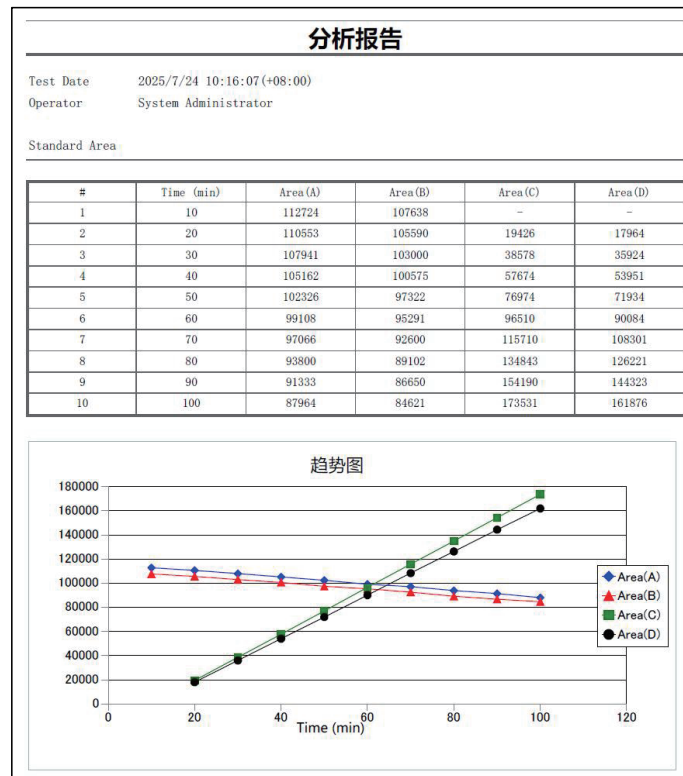 分析报告
Test Date 2025/7/24 10:16:07(+08:00)
Operator System Administrator
Standard Area
# Time (min) Area(A) Area(B) Area(C) Area(D)
1 10 112724 107638 - -
2 20 110553 105590 19426 17964
3 30 107941 103000 38578 35924
4 40 105162 100575 57674 53951
5 50 102326 97322 76974 71934
6 60 99108 95291 96510 90084
7 70 97066 92600 115710 108301
8 80 93800 89102 134843 126221
9 90 91333 86650 154190 144323
10 100 87964 84621 173531 161876
趋势图
180000
160000
140000
120000
100000
80000
60000
40000
20000
0
0 20 40 60 80 100 120
Time (min)
Area(A)
Area(B)
Area(C)
Area(D)